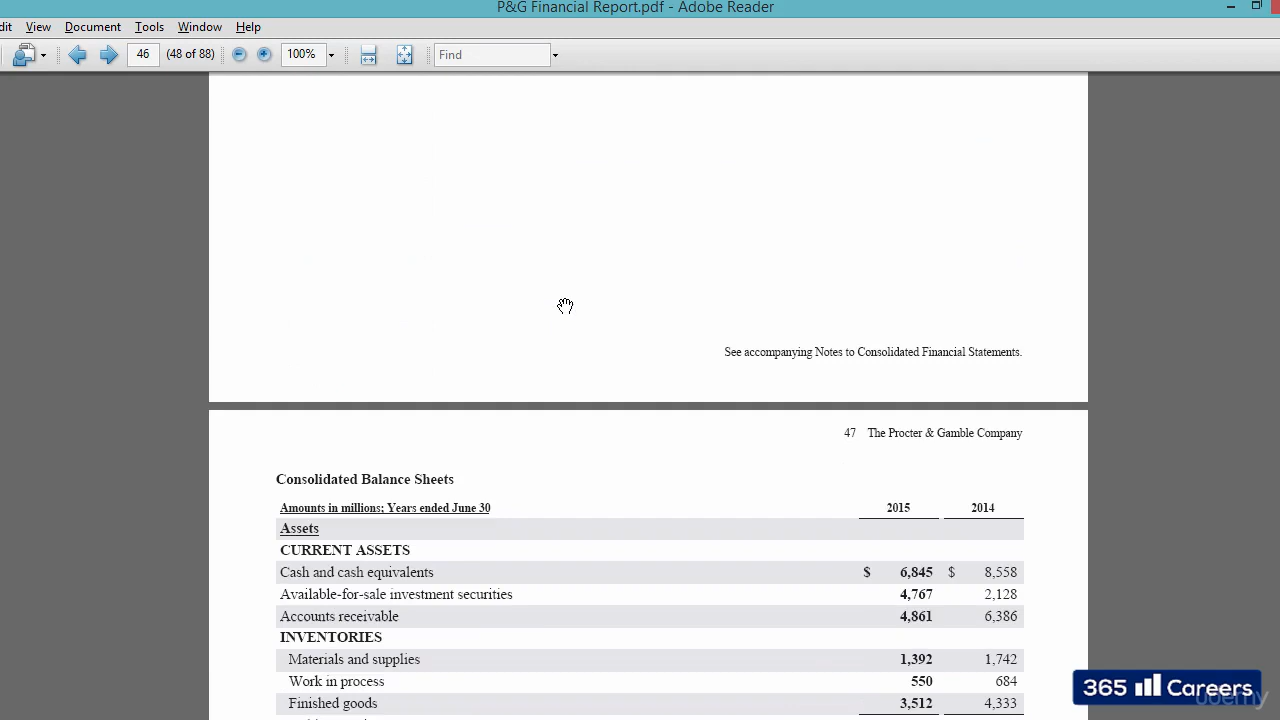 P&G Financial Report.pdf - Adobe Reader
dit View Document Tools Window Help
46 (48 of 88) 100% Find
See accompanying Notes to Consolidated Financial Statements.
47 The Procter & Gamble Company
Consolidated Balance Sheets
Amounts in millions; Years ended June 30 2015 2014
Assets
CURRENT ASSETS
Cash and cash equivalents $ 6,845 $ 8,558
Available-for-sale investment securities 4,767 2,128
Accounts receivable 4,861 6,386
INVENTORIES
Materials and supplies 1,392 1,742
Work in process 550 684
Finished goods 3,512 4,333
365 Careers
udemy